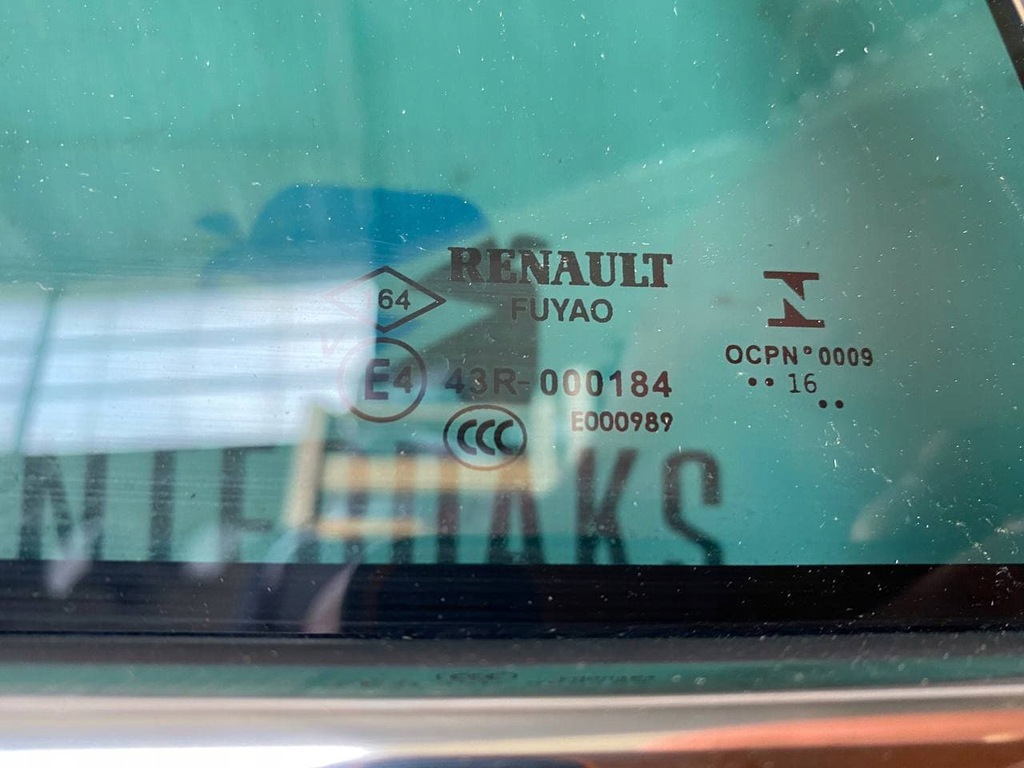 RENAULT
64
FUYAO
E4 43R-000184
E000989
CCC
OCPN°0009
.. 16
..